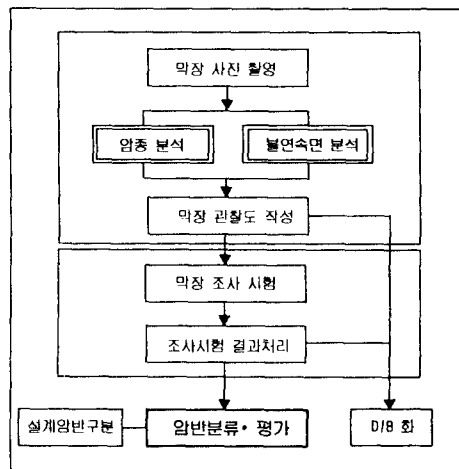 막장 사진 촬영
암종 분석
불연속면 분석
막장 관찰도 작성
막장 조사 시험
조사시험 결과처리
설계암반구분
암반분류· 평가
D/B 화